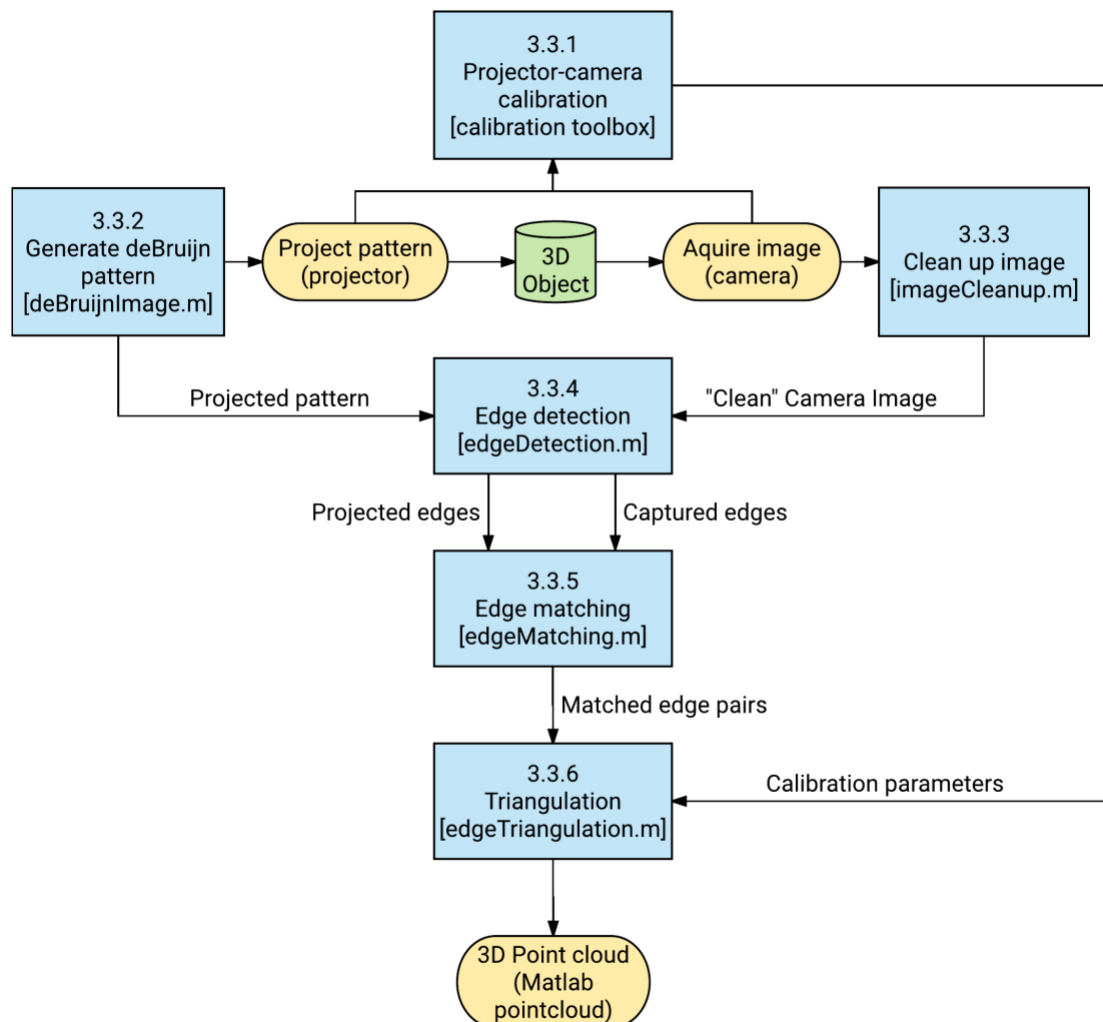 3.3.1
Projector-camera
calibration
[calibration toolbox]
3.3.2
Generate deBruijn
pattern
[deBruijnImage.m]
Project pattern
(projector)
3D
Object
Aquire image
(camera)
3.3.3
Clean up image
[imageCleanup.m]
Projected pattern
3.3.4
Edge detection
[edgeDetection.m]
"Clean" Camera Image
Projected edges
Captured edges
3.3.5
Edge matching
[edgeMatching.m]
Matched edge pairs
3.3.6
Triangulation
[edgeTriangulation.m]
Calibration parameters
3D Point cloud
(Matlab
pointcloud)